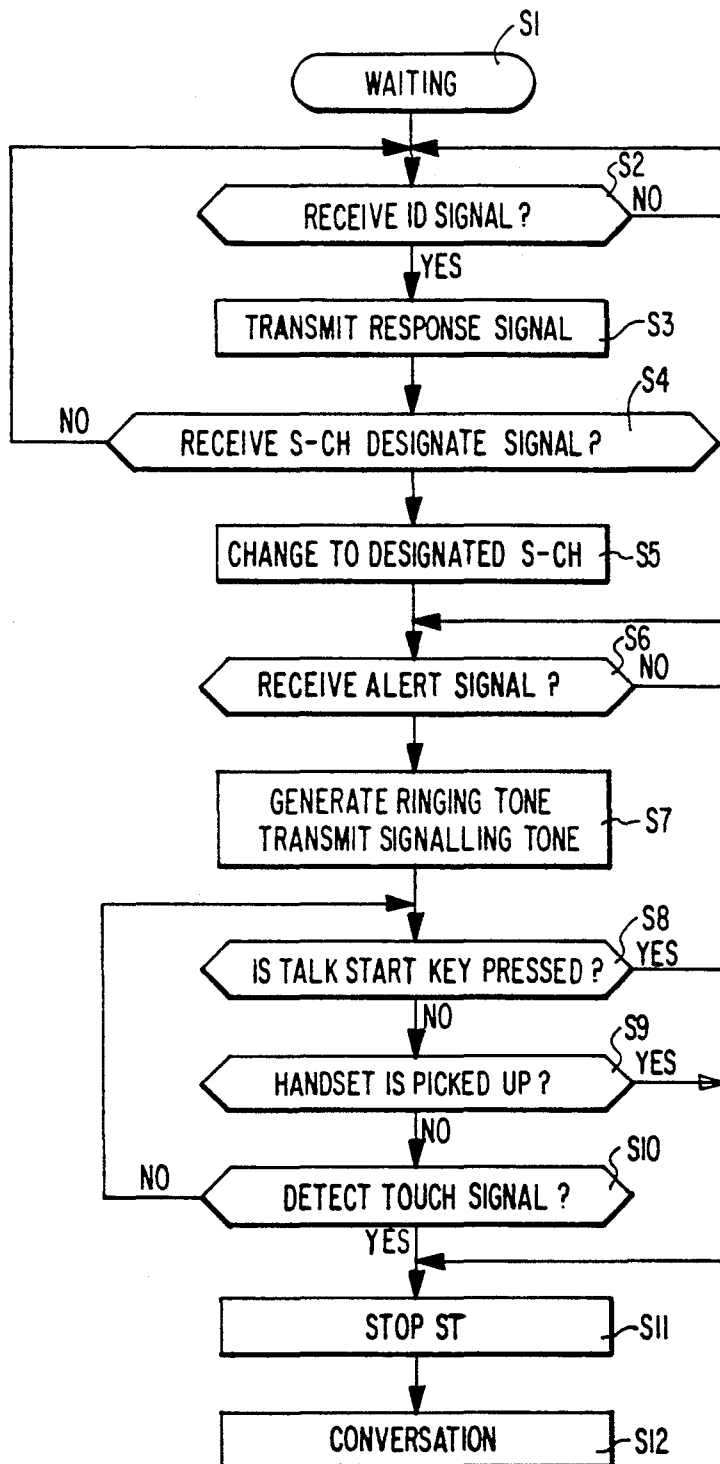 S1
WAITING
S2
RECEIVE ID SIGNAL ?
NO
YES
TRANSMIT RESPONSE SIGNAL
S3
S4
NO
RECEIVE S-CH DESIGNATE SIGNAL ?
CHANGE TO DESIGNATED S-CH
S5
S6
RECEIVE ALERT SIGNAL ?
NO
GENERATE RINGING TONE
TRANSMIT SIGNALLING TONE
S7
S8
IS TALK START KEY PRESSED ?
YES
NO
S9
HANDSET IS PICKED UP ?
YES
NO
S10
NO
DETECT TOUCH SIGNAL ?
YES
STOP ST
S11
CONVERSATION
S12